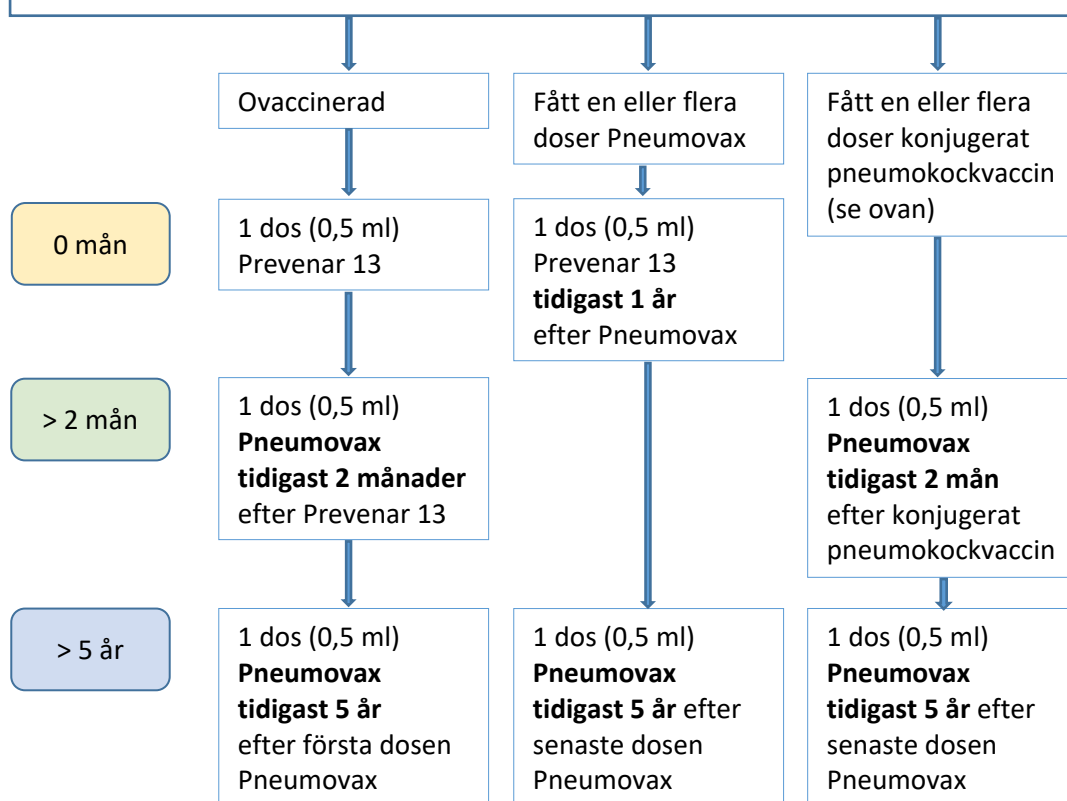 Ovaccinerad
Fått en eller flera
doser Pneumovax
Fått en eller flera
doser konjugerat
pneumokockvaccin
(se ovan)
0 mån
1 dos (0,5 ml)
Prevenar 13
1 dos (0,5 ml)
Prevenar 13
tidigast 1 år
efter Pneumovax
> 2 mån
1 dos (0,5 ml)
Pneumovax
tidigast 2 månader
efter Prevenar 13
1 dos (0,5 ml)
Pneumovax
tidigast 2 mån
efter konjugerat
pneumokockvaccin
> 5 år
1 dos (0,5 ml)
Pneumovax
tidigast 5 år
efter första dosen
Pneumovax
1 dos (0,5 ml)
Pneumovax
tidigast 5 år efter
senaste dosen
Pneumovax
1 dos (0,5 ml)
Pneumovax
tidigast 5 år efter
senaste dosen
Pneumovax